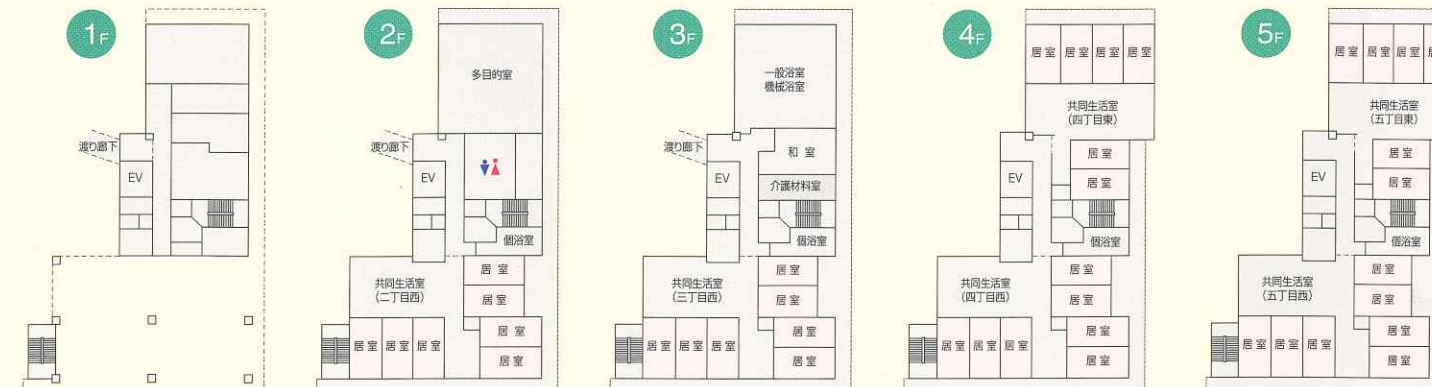 1F
渡り廊下
EV
2F
多目的室
渡り廊下
EV
個浴室
共同生活室
(二丁目西)
居 室
居 室
居 室
居 室
居 室
居 室
居 室
3F
一般浴室
機械浴室
渡り廊下
和 室
EV
介護材料室
個浴室
共同生活室
(三丁目西)
居 室
居 室
居 室
居 室
居 室
居 室
居 室
4F
居 室
居 室
居 室
居 室
共同生活室
(四丁目東)
居 室
EV
居 室
個浴室
共同生活室
(四丁目西)
居 室
居 室
居 室
居 室
居 室
居 室
居 室
5F
居 室
居 室
居 室
共同生活室
(五丁目東)
居 室
EV
居 室
個浴室
共同生活室
(五丁目西)
居 室
居 室
居 室
居 室
居 室
居 室
居 室